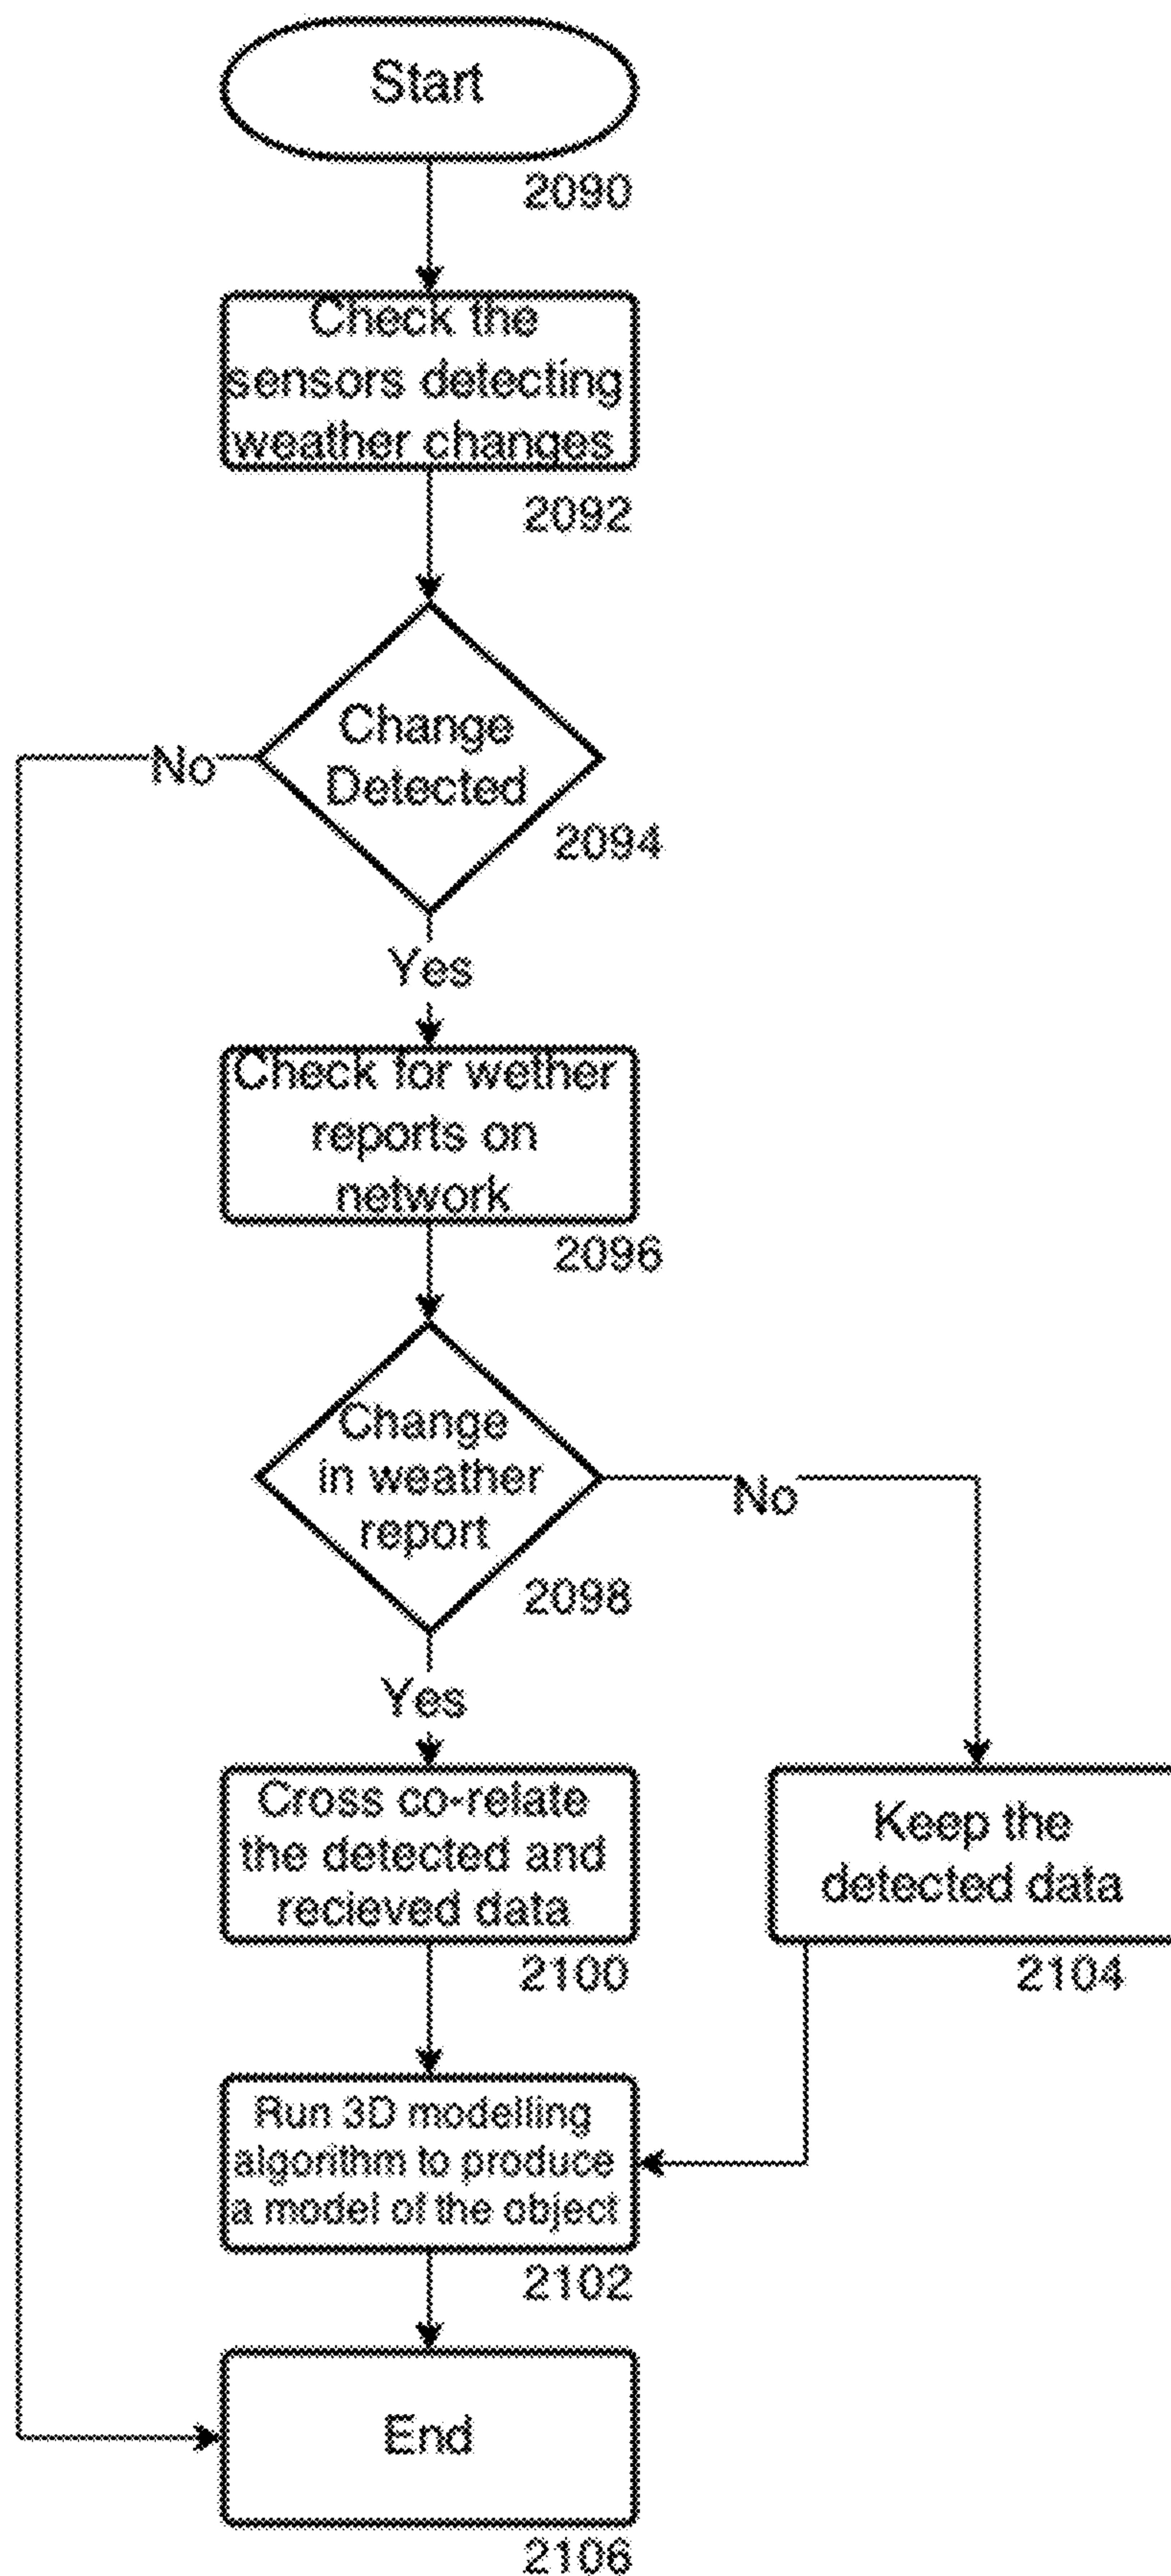 Start
2090
Check the
sensors detecting
weather changes
2092
Change
Detected
2094
No
Yes
Check for wether
reports on
network
2096
Change
in weather
report
2098
No
Yes
Cross co-relate
the detected and
recieved data
2100
Keep the
detected data
2104
Run 3D modelling
algorithm to produce
a model of the object
2102
End
2106